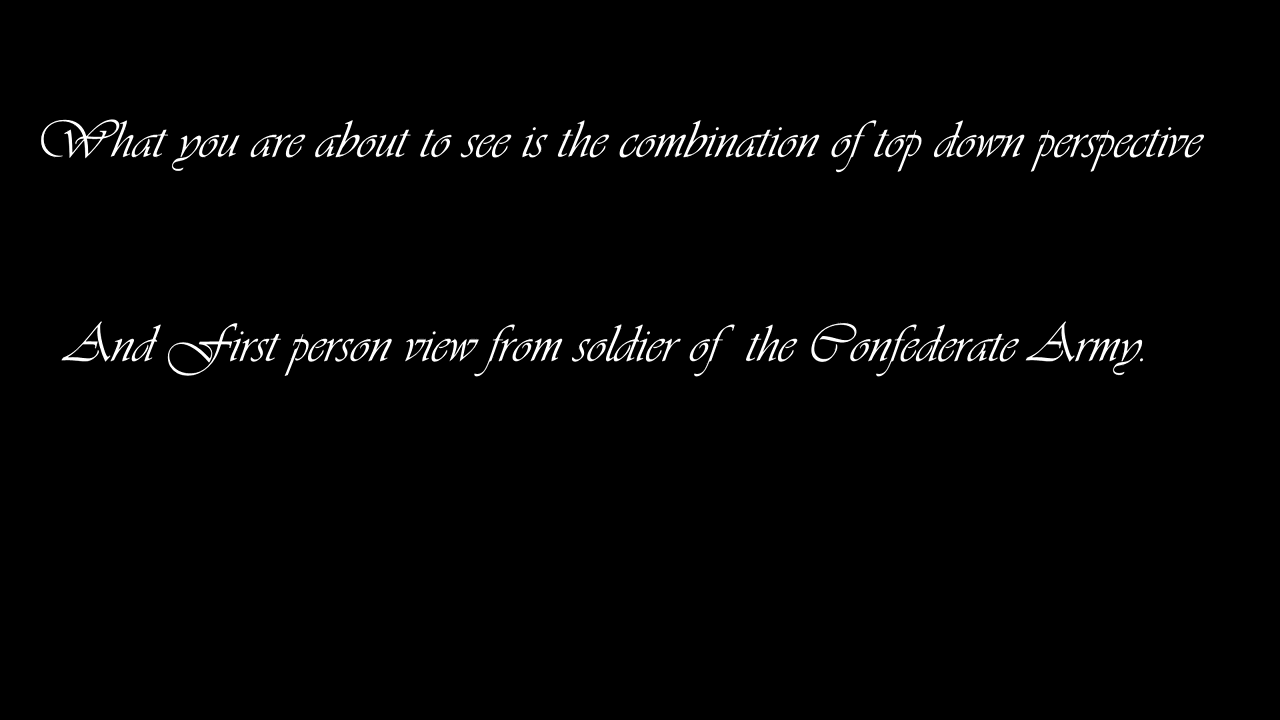 What you are about to see is the combination of top down perspective
And First person view from soldier of the Confederate Army.